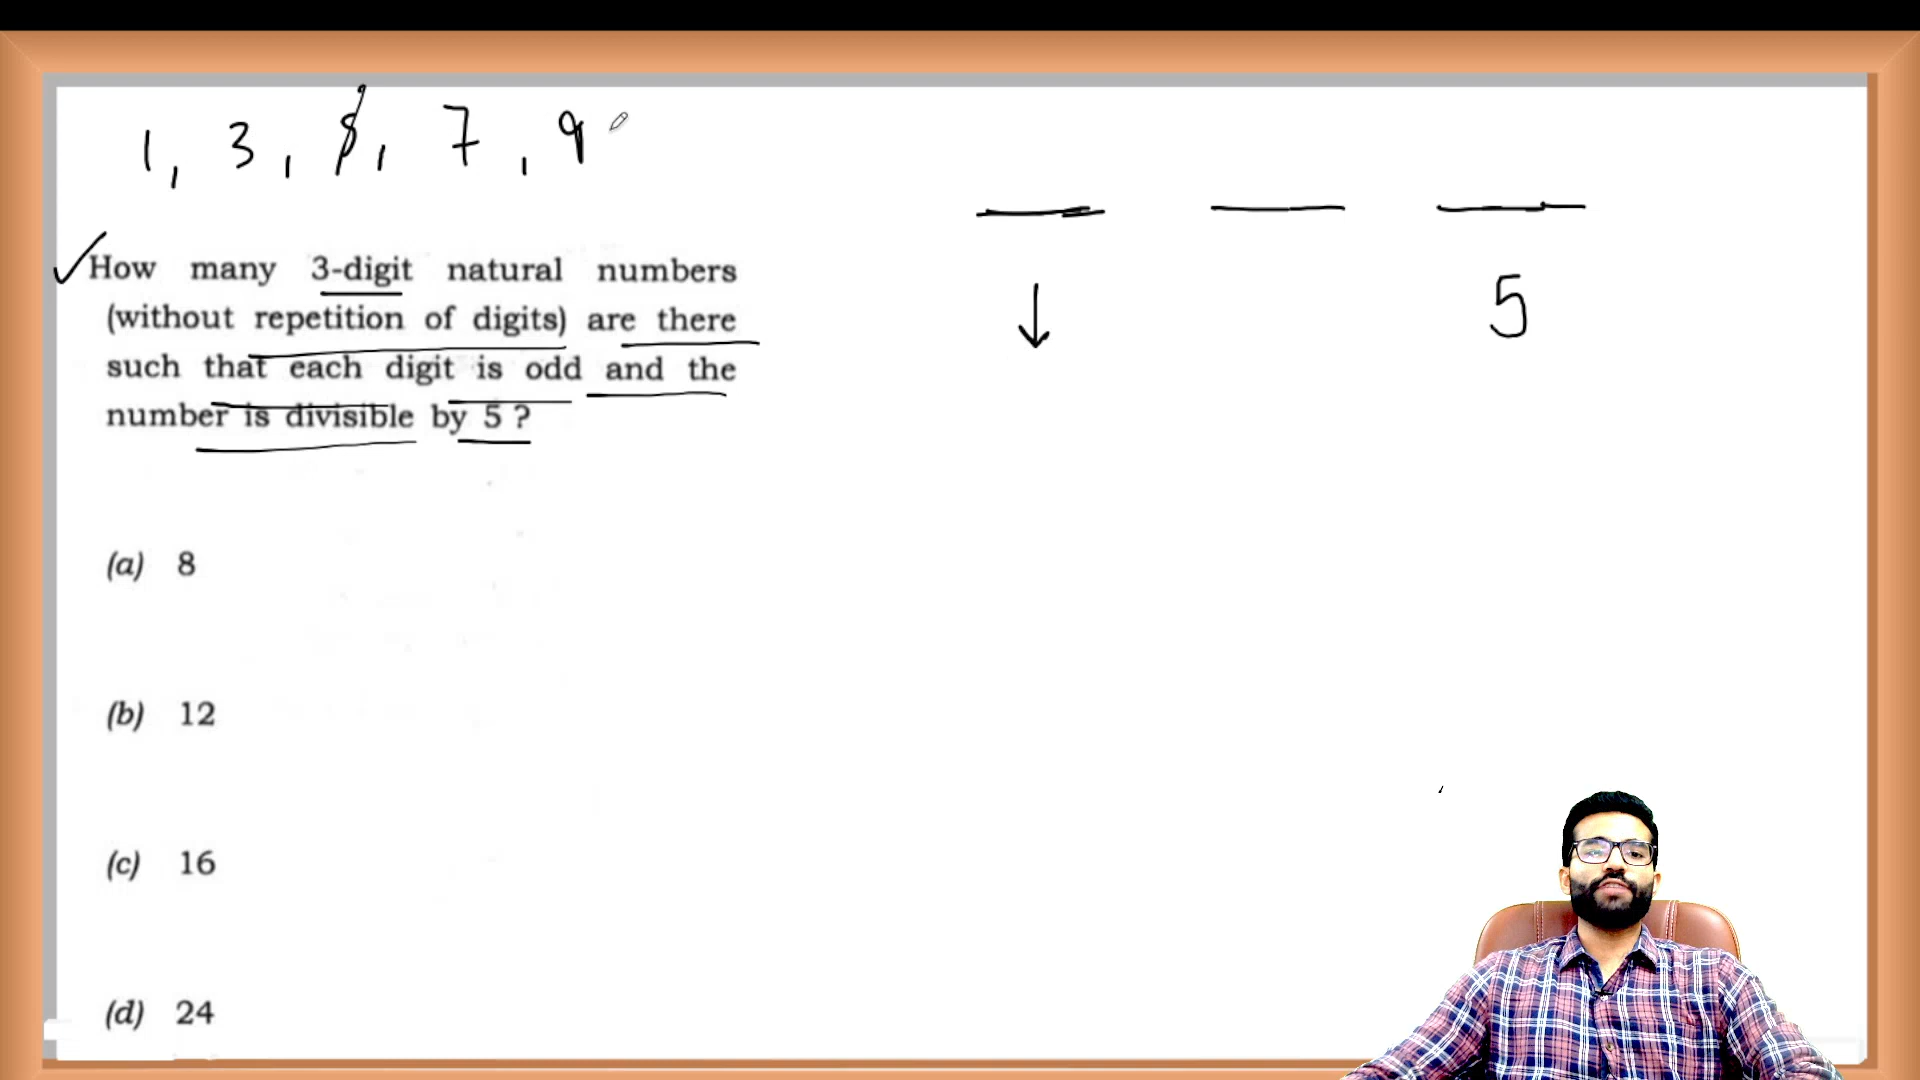 1, 3, 5, 7, 9
How many 3-digit natural numbers
(without repetition of digits) are there
such that each digit is odd and the
number is divisible by 5 ?
5
(a) 8
(b) 12
(c) 16
(d) 24